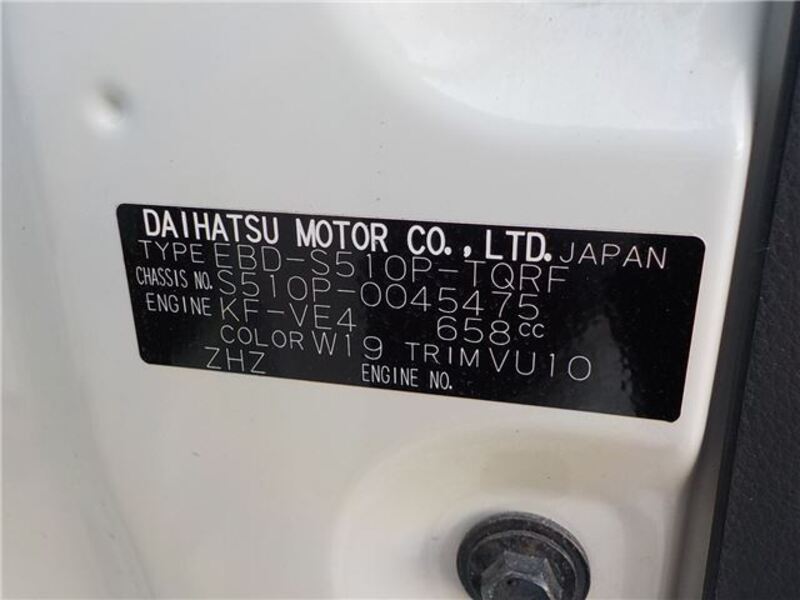 DAIHATSU MOTOR CO., LTD. JAPAN
TYPE EBD-S510P-TQRF
CHASSIS NO. S510P-0045475
ENGINE KF-VE4 658cc
COLOR W19 TRIM VU10
ZHZ ENGINE NO.